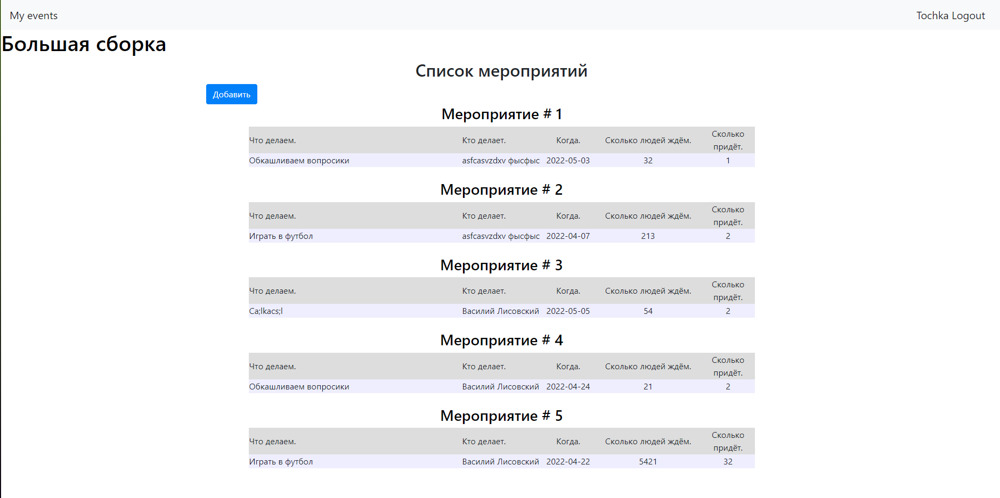 My events Tochka Logout
Большая сборка
Список мероприятий
Добавить
Мероприятие # 1
Что делаем. Кто делает. Когда. Сколько людей ждём. Сколько придёт.
Обкашливаем вопросики asfcasvzdxv фысфыс 2022-05-03 32 1
Мероприятие # 2
Что делаем. Кто делает. Когда. Сколько людей ждём. Сколько придёт.
Играть в футбол asfcasvzdxv фысфыс 2022-04-07 213 2
Мероприятие # 3
Что делаем. Кто делает. Когда. Сколько людей ждём. Сколько придёт.
Ca;lkacs;l Василий Лисовский 2022-05-05 54 2
Мероприятие # 4
Что делаем. Кто делает. Когда. Сколько людей ждём. Сколько придёт.
Обкашливаем вопросики Василий Лисовский 2022-04-24 21 2
Мероприятие # 5
Что делаем. Кто делает. Когда. Сколько людей ждём. Сколько придёт.
Играть в футбол Василий Лисовский 2022-04-22 5421 32